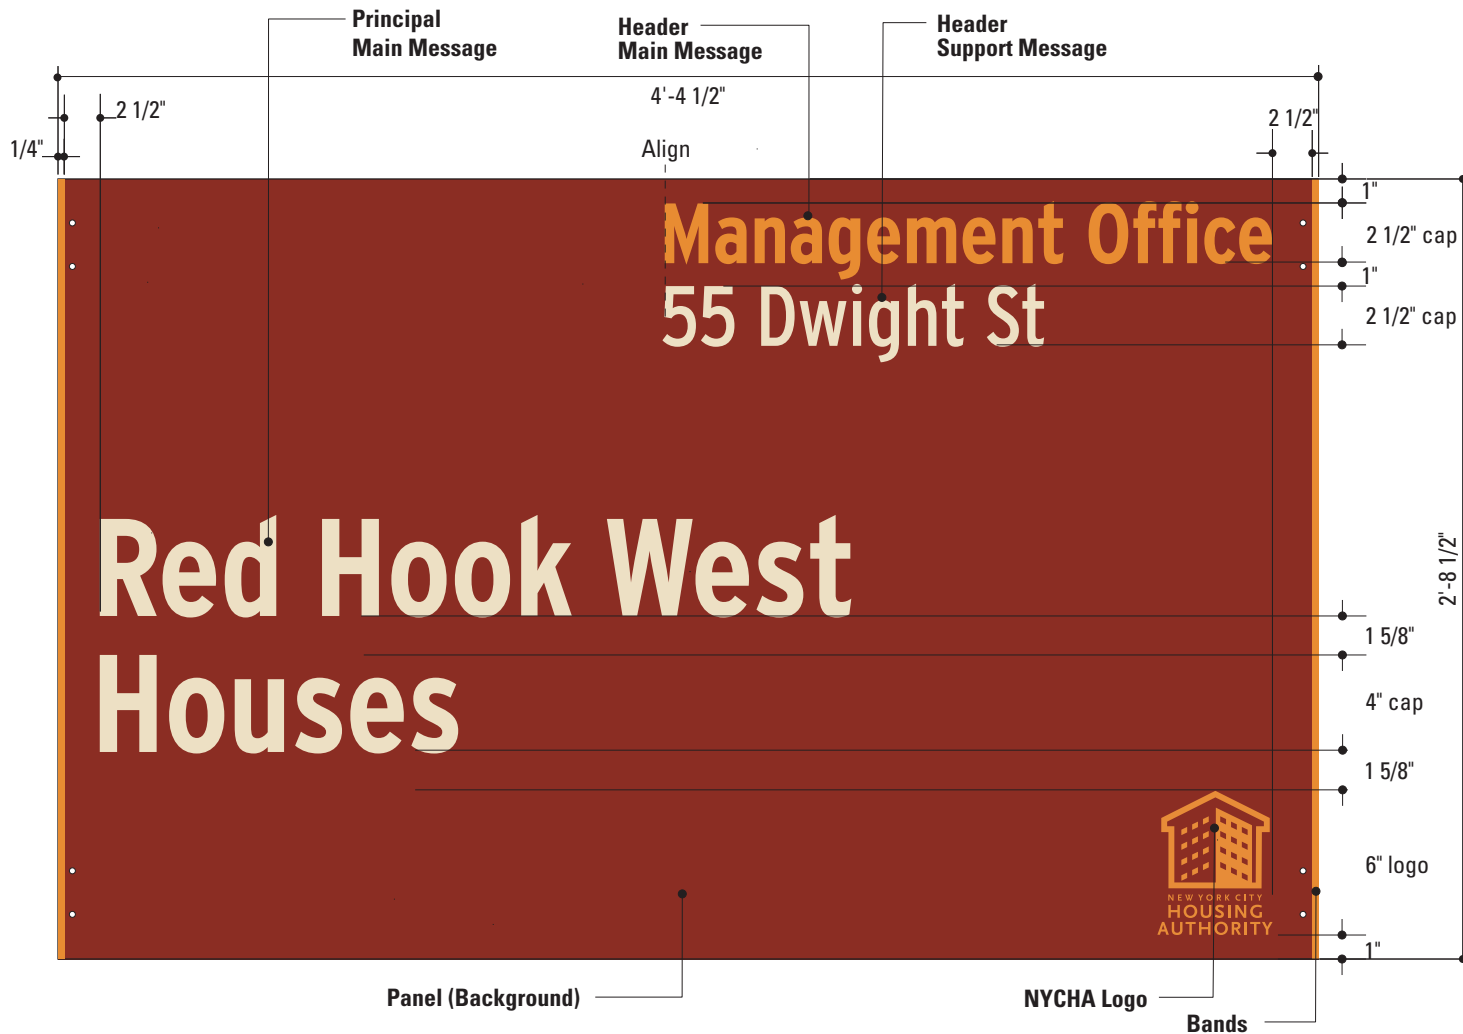 Principal
Main Message
Header
Main Message
Header
Support Message
4'-4 1/2"
2 1/2"
2 1/2"
1/4"
Align
Management Office
55 Dwight St
1"
2 1/2" cap
1"
2 1/2" cap
Red Hook West
Houses
2'-8 1/2"
1 5/8"
4" cap
1 5/8"
6" logo
1"
NEW YORK CITY
HOUSING
AUTHORITY
Panel (Background)
NYCHA Logo
Bands